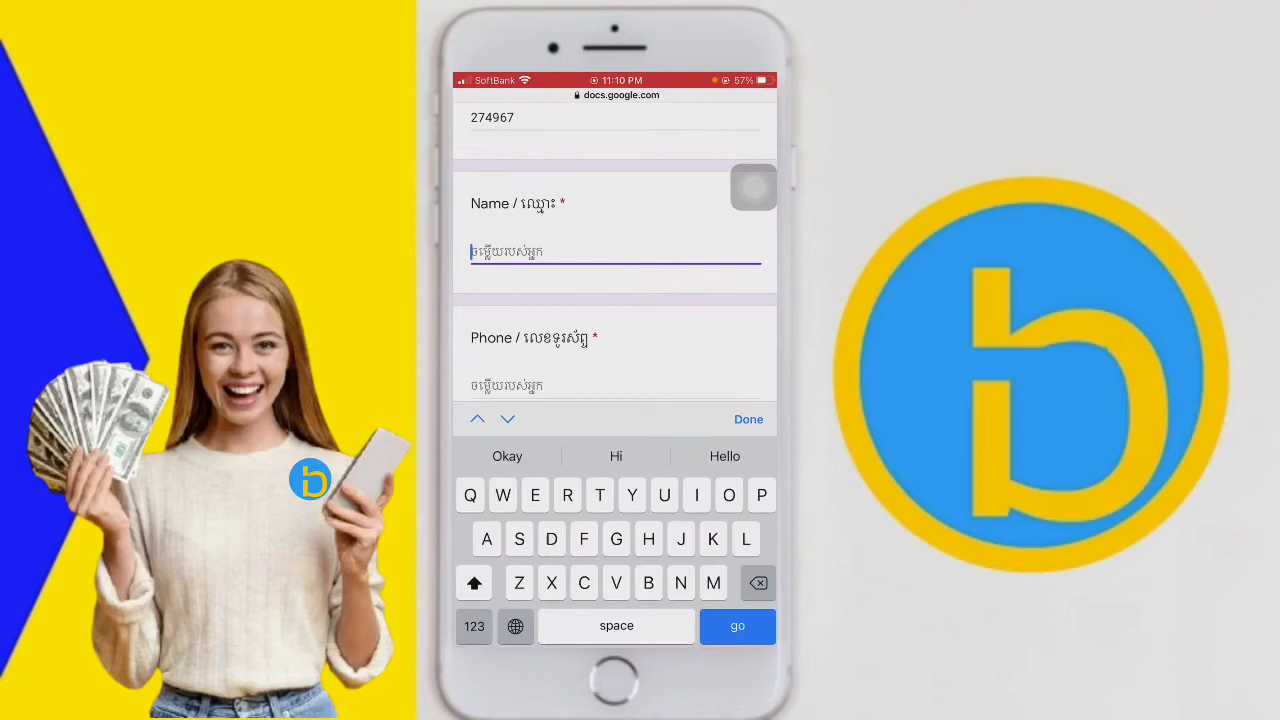 SoftBank 11:10 PM 57%
docs.google.com
274967
Name / ឈ្មោះ *
ចម្លើយរបស់អ្នក
Phone / លេខទូរស័ព្ទ *
ចម្លើយរបស់អ្នក
Done
Okay Hi Hello
Q W E R T Y U I O P
A S D F G H J K L
Z X C V B N M
123 space go
b
b